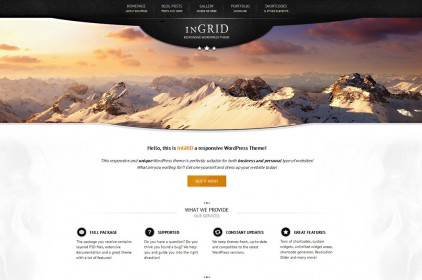 HOMEPAGE BLOG POSTS GALLERY PORTFOLIO SHORTCODES
inGRID
RESPONSIVE WORDPRESS THEME
Hello, this is InGRID a responsive WordPress Theme!
This responsive and unique WordPress theme is perfectly suitable for both business and personal type of websites!
What are you waiting for? Get one yourself and dress up your website today!
BUY IT NOW!
WHAT WE PROVIDE
OUR SERVICES
FULL PACKAGE
The package you receive contains
layered PSD files, extensive
documentation and a great theme
with a lot of features!
SUPPORTED
Do you have a question? Do you
think you found a bug? We help
you and guide you into the right
direction!
CONSTANT UPDATES
We keep themes fresh, up-to-date
and compatible to the latest
WordPress versions.
GREAT FEATURES
Tons of shortcodes, custom
widgets, unlimited widget areas,
shortcode generator, Revolution
Slider and many more!